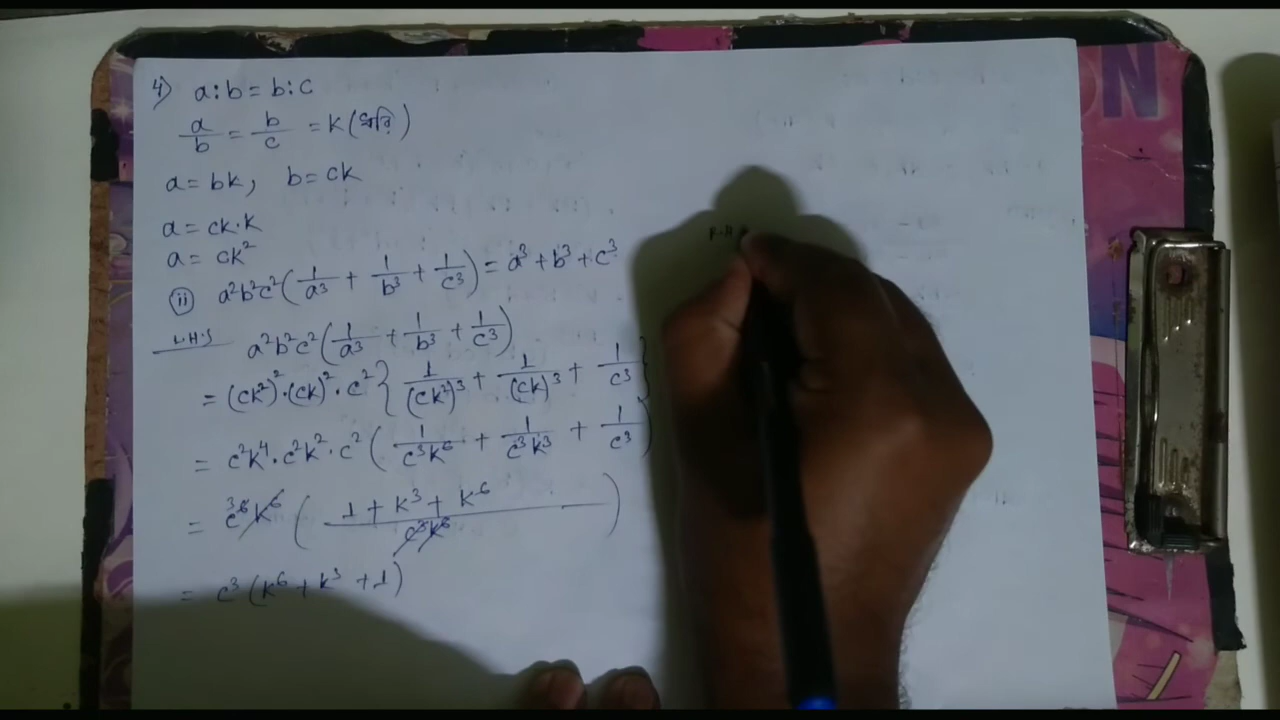 4) a:b = b:c
a/b = b/c = K (ধরি)
a = bk, b = ck
a = ck·k
a = ck²
(ii) a²b²c²(1/a³ + 1/b³ + 1/c³) = a³ + b³ + c³
L.H.S a²b²c²(1/a³ + 1/b³ + 1/c³)
= (ck²)²·(ck)²·c² { 1/(ck²)³ + 1/(ck)³ + 1/c³ }
= c²k⁴·c²k²·c² ( 1/c³k⁶ + 1/c³k³ + 1/c³ )
= c⁶k⁶ ( 1 + k³ + k⁶ / c³k⁶ )
= c³(k⁶ + k³ + 1)
R.H
N